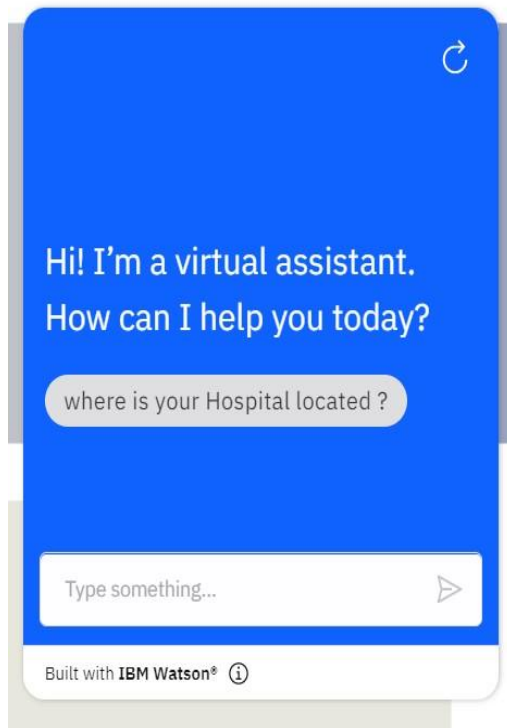 Hi! I’m a virtual assistant.
How can I help you today?
where is your Hospital located ?
Type something...
Built with IBM Watson®